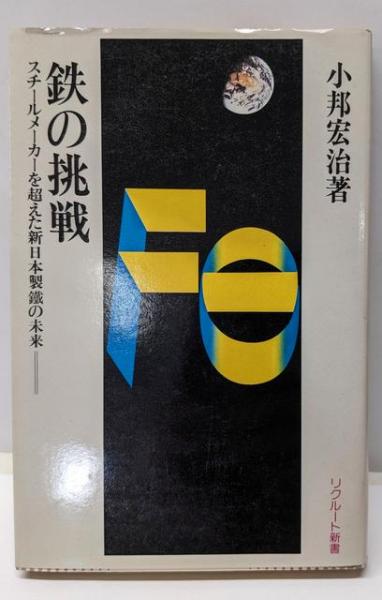 小邦宏治著
鉄の挑戦
スチールメーカーを超えた新日本製鐵の未来――
FO
リクルート新書